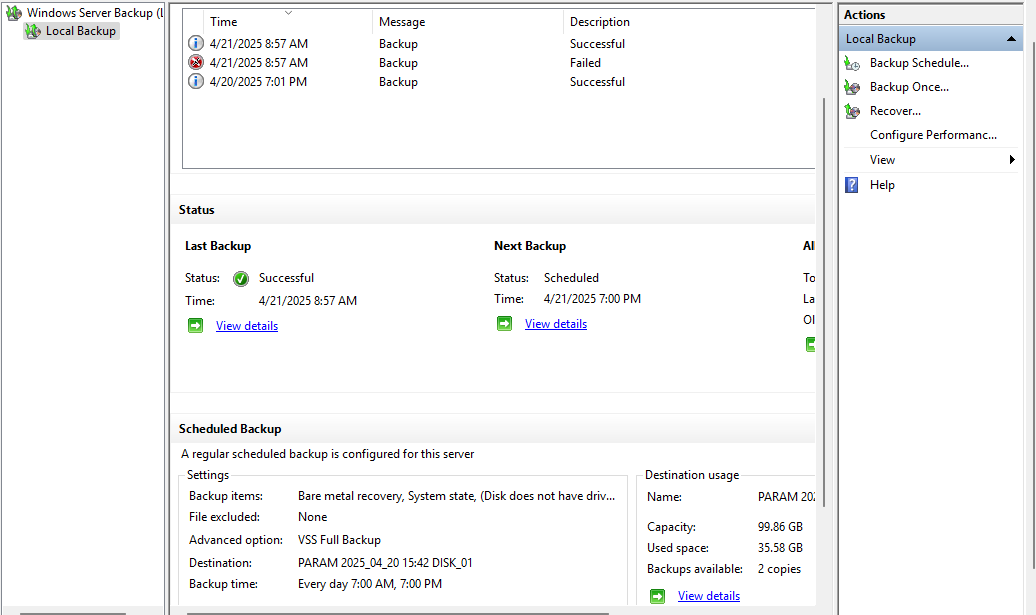 Windows Server Backup (
Local Backup
Time Message Description
4/21/2025 8:57 AM Backup Successful
4/21/2025 8:57 AM Backup Failed
4/20/2025 7:01 PM Backup Successful
Status
Last Backup
Status: Successful
Time: 4/21/2025 8:57 AM
View details
Next Backup
Status: Scheduled
Time: 4/21/2025 7:00 PM
View details
Scheduled Backup
A regular scheduled backup is configured for this server
Settings
Backup items: Bare metal recovery, System state, (Disk does not have driv...
File excluded: None
Advanced option: VSS Full Backup
Destination: PARAM 2025_04_20 15:42 DISK_01
Backup time: Every day 7:00 AM, 7:00 PM
Destination usage
Name: PARAM 202
Capacity: 99.86 GB
Used space: 35.58 GB
Backups available: 2 copies
View details
Actions
Local Backup
Backup Schedule...
Backup Once...
Recover...
Configure Performanc...
View
Help